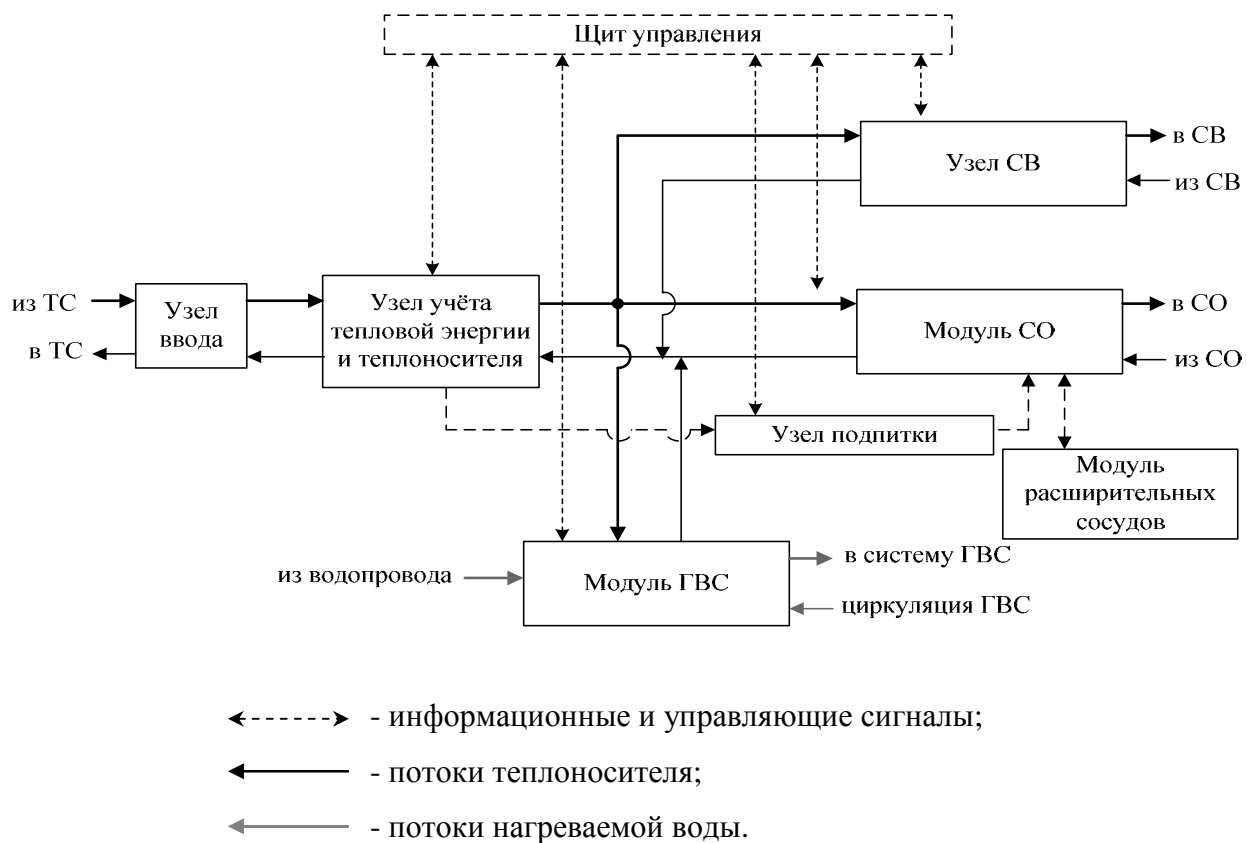 Щит управления
Узел СВ
в СВ
из СВ
из ТС
в ТС
Узел
ввода
Узел учёта
тепловой энергии
и теплоносителя
Модуль СО
в СО
из СО
Узел подпитки
Модуль
расширительных
сосудов
из водопровода
Модуль ГВС
в систему ГВС
циркуляция ГВС
- информационные и управляющие сигналы;
- потоки теплоносителя;
- потоки нагреваемой воды.